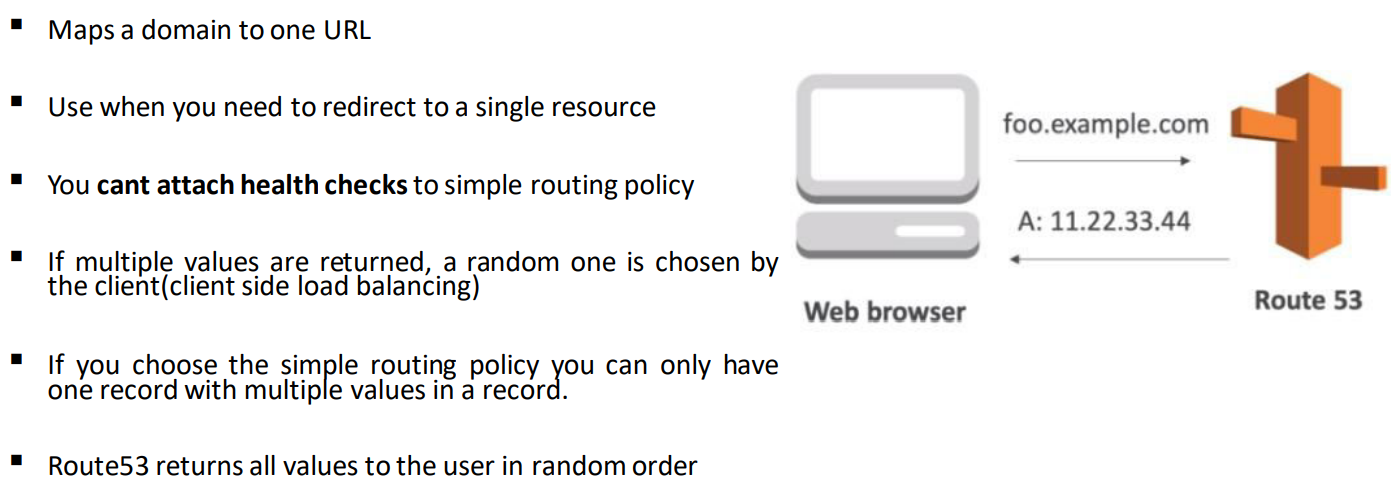 ▪ Maps a domain to one URL
▪ Use when you need to redirect to a single resource
▪ You cant attach health checks to simple routing policy
▪ If multiple values are returned, a random one is chosen by
the client(client side load balancing)
▪ If you choose the simple routing policy you can only have
one record with multiple values in a record.
▪ Route53 returns all values to the user in random order
foo.example.com
A: 11.22.33.44
Web browser
Route 53